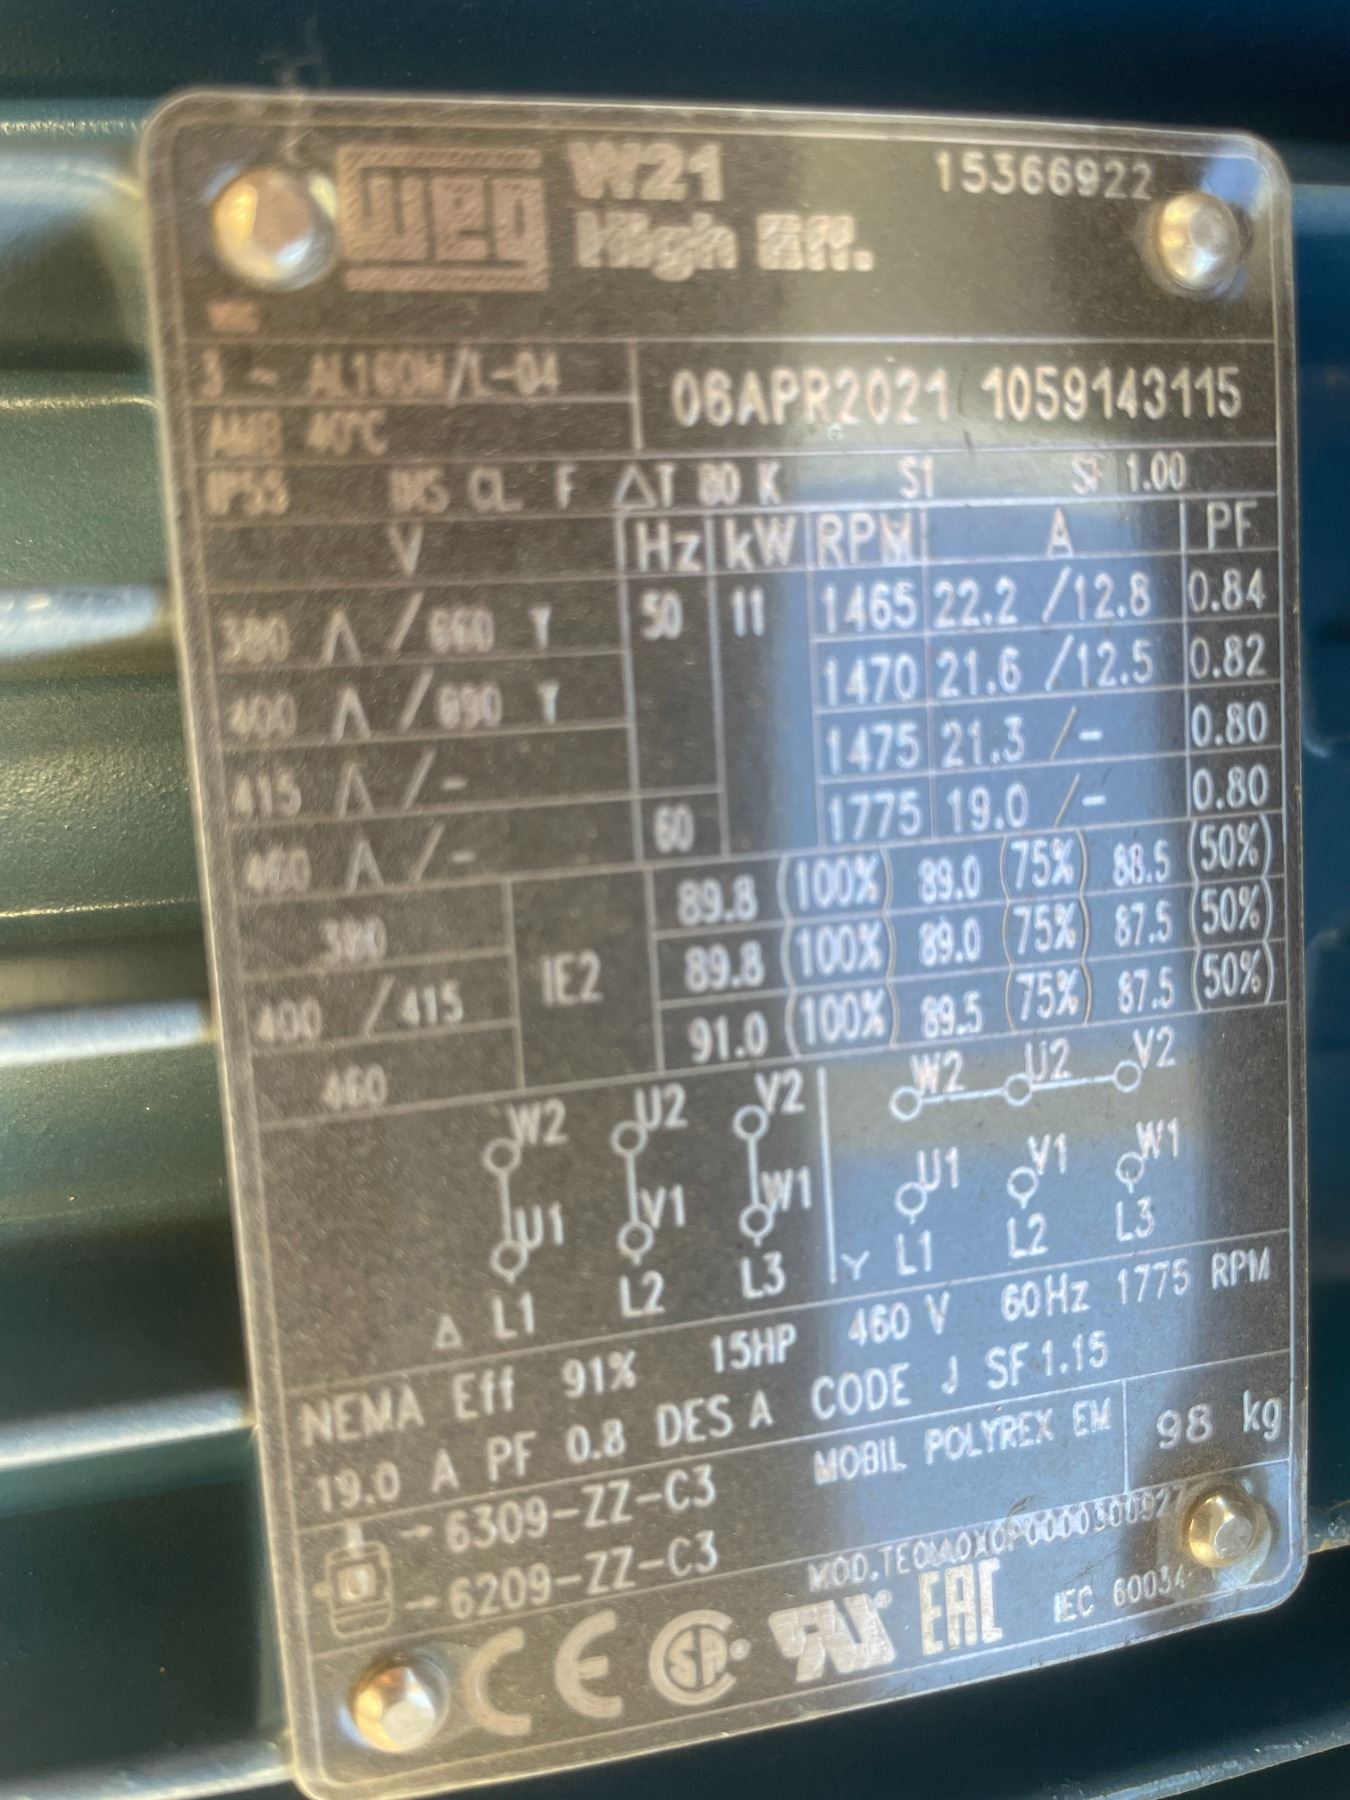 WEG W21 15366922
High Eff.
3 ~ AL160M/L-04 06APR2021 1059143115
AMB 40°C
IP55 INS CL F ΔT 80 K S1 SF 1.00
V Hz kW RPM A PF
380 Δ / 660 Y 50 11 1465 22.2 /12.8 0.84
400 Δ / 690 Y 1470 21.6 /12.5 0.82
415 Δ / - 1475 21.3 /- 0.80
460 Δ / - 60 1775 19.0 /- 0.80
380 IE2 89.8 (100%) 89.0 (75%) 88.5 (50%)
400 /415 89.8 (100%) 89.0 (75%) 87.5 (50%)
460 91.0 (100%) 89.5 (75%) 87.5 (50%)
W2 U2 V2 W2 U2 V2
U1 V1 W1 U1 V1 W1
Δ L1 L2 L3 Y L1 L2 L3
NEMA Eff 91% 15HP 460 V 60Hz 1775 RPM
19.0 A PF 0.8 DES A CODE J SF 1.15
→6309-ZZ-C3 MOBIL POLYREX EM 98 kg
→6209-ZZ-C3
IEC 60034
CE SA EAC